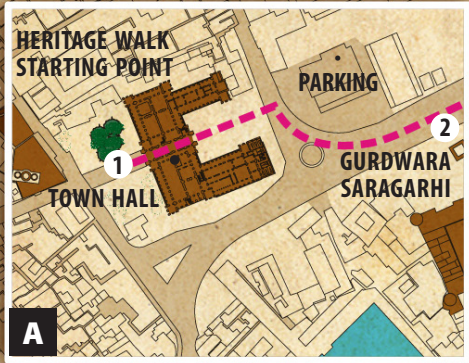 HERITAGE WALK
STARTING POINT
PARKING
1
2
TOWN HALL
GURDWARA
SARAGARHI
A